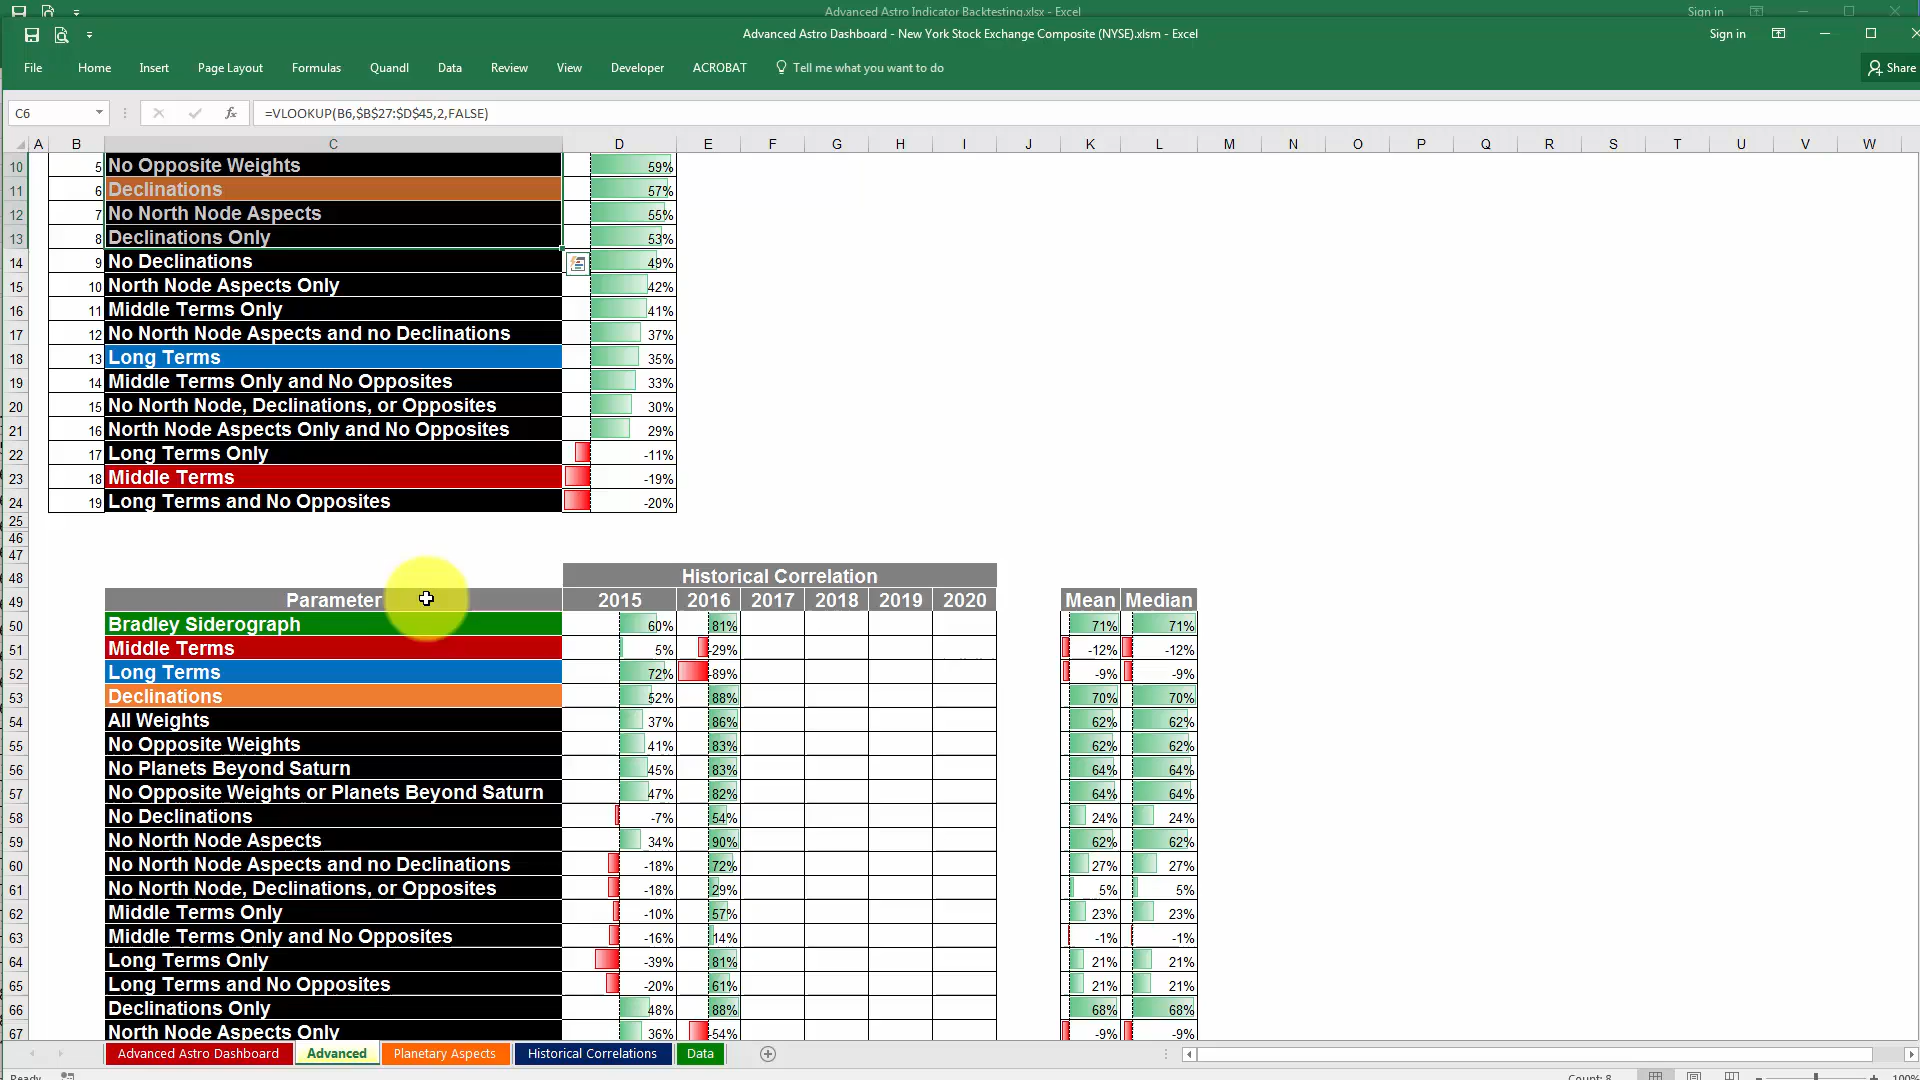 Advanced Astro Indicator Backtesting.xlsx - Excel Sign in
Advanced Astro Dashboard - New York Stock Exchange Composite (NYSE).xlsm - Excel Sign in
File Home Insert Page Layout Formulas Quandl Data Review View Developer ACROBAT Tell me what you want to do Share
C6 fx =VLOOKUP(B6,$B$27:$D$45,2,FALSE)
A B C D E F G H I J K L M N O P Q R S T U V W
10 5 No Opposite Weights 59%
11 6 Declinations 57%
12 7 No North Node Aspects 55%
13 8 Declinations Only 53%
14 9 No Declinations 49%
15 10 North Node Aspects Only 42%
16 11 Middle Terms Only 41%
17 12 No North Node Aspects and no Declinations 37%
18 13 Long Terms 35%
19 14 Middle Terms Only and No Opposites 33%
20 15 No North Node, Declinations, or Opposites 30%
21 16 North Node Aspects Only and No Opposites 29%
22 17 Long Terms Only -11%
23 18 Middle Terms -19%
24 19 Long Terms and No Opposites -20%
25
46
47
48 Historical Correlation
49 Parameter 2015 2016 2017 2018 2019 2020 Mean Median
50 Bradley Siderograph 60% 81% 71% 71%
51 Middle Terms 5% -29% -12% -12%
52 Long Terms 72% -89% -9% -9%
53 Declinations 52% 88% 70% 70%
54 All Weights 37% 86% 62% 62%
55 No Opposite Weights 41% 83% 62% 62%
56 No Planets Beyond Saturn 45% 83% 64% 64%
57 No Opposite Weights or Planets Beyond Saturn 47% 82% 64% 64%
58 No Declinations -7% 54% 24% 24%
59 No North Node Aspects 34% 90% 62% 62%
60 No North Node Aspects and no Declinations -18% 72% 27% 27%
61 No North Node, Declinations, or Opposites -18% 29% 5% 5%
62 Middle Terms Only -10% 57% 23% 23%
63 Middle Terms Only and No Opposites -16% 14% -1% -1%
64 Long Terms Only -39% 81% 21% 21%
65 Long Terms and No Opposites -20% 61% 21% 21%
66 Declinations Only 48% 88% 68% 68%
67 North Node Aspects Only 36% -54% -9% -9%
Advanced Astro Dashboard Advanced Planetary Aspects Historical Correlations Data
Ready Count: 8 100%